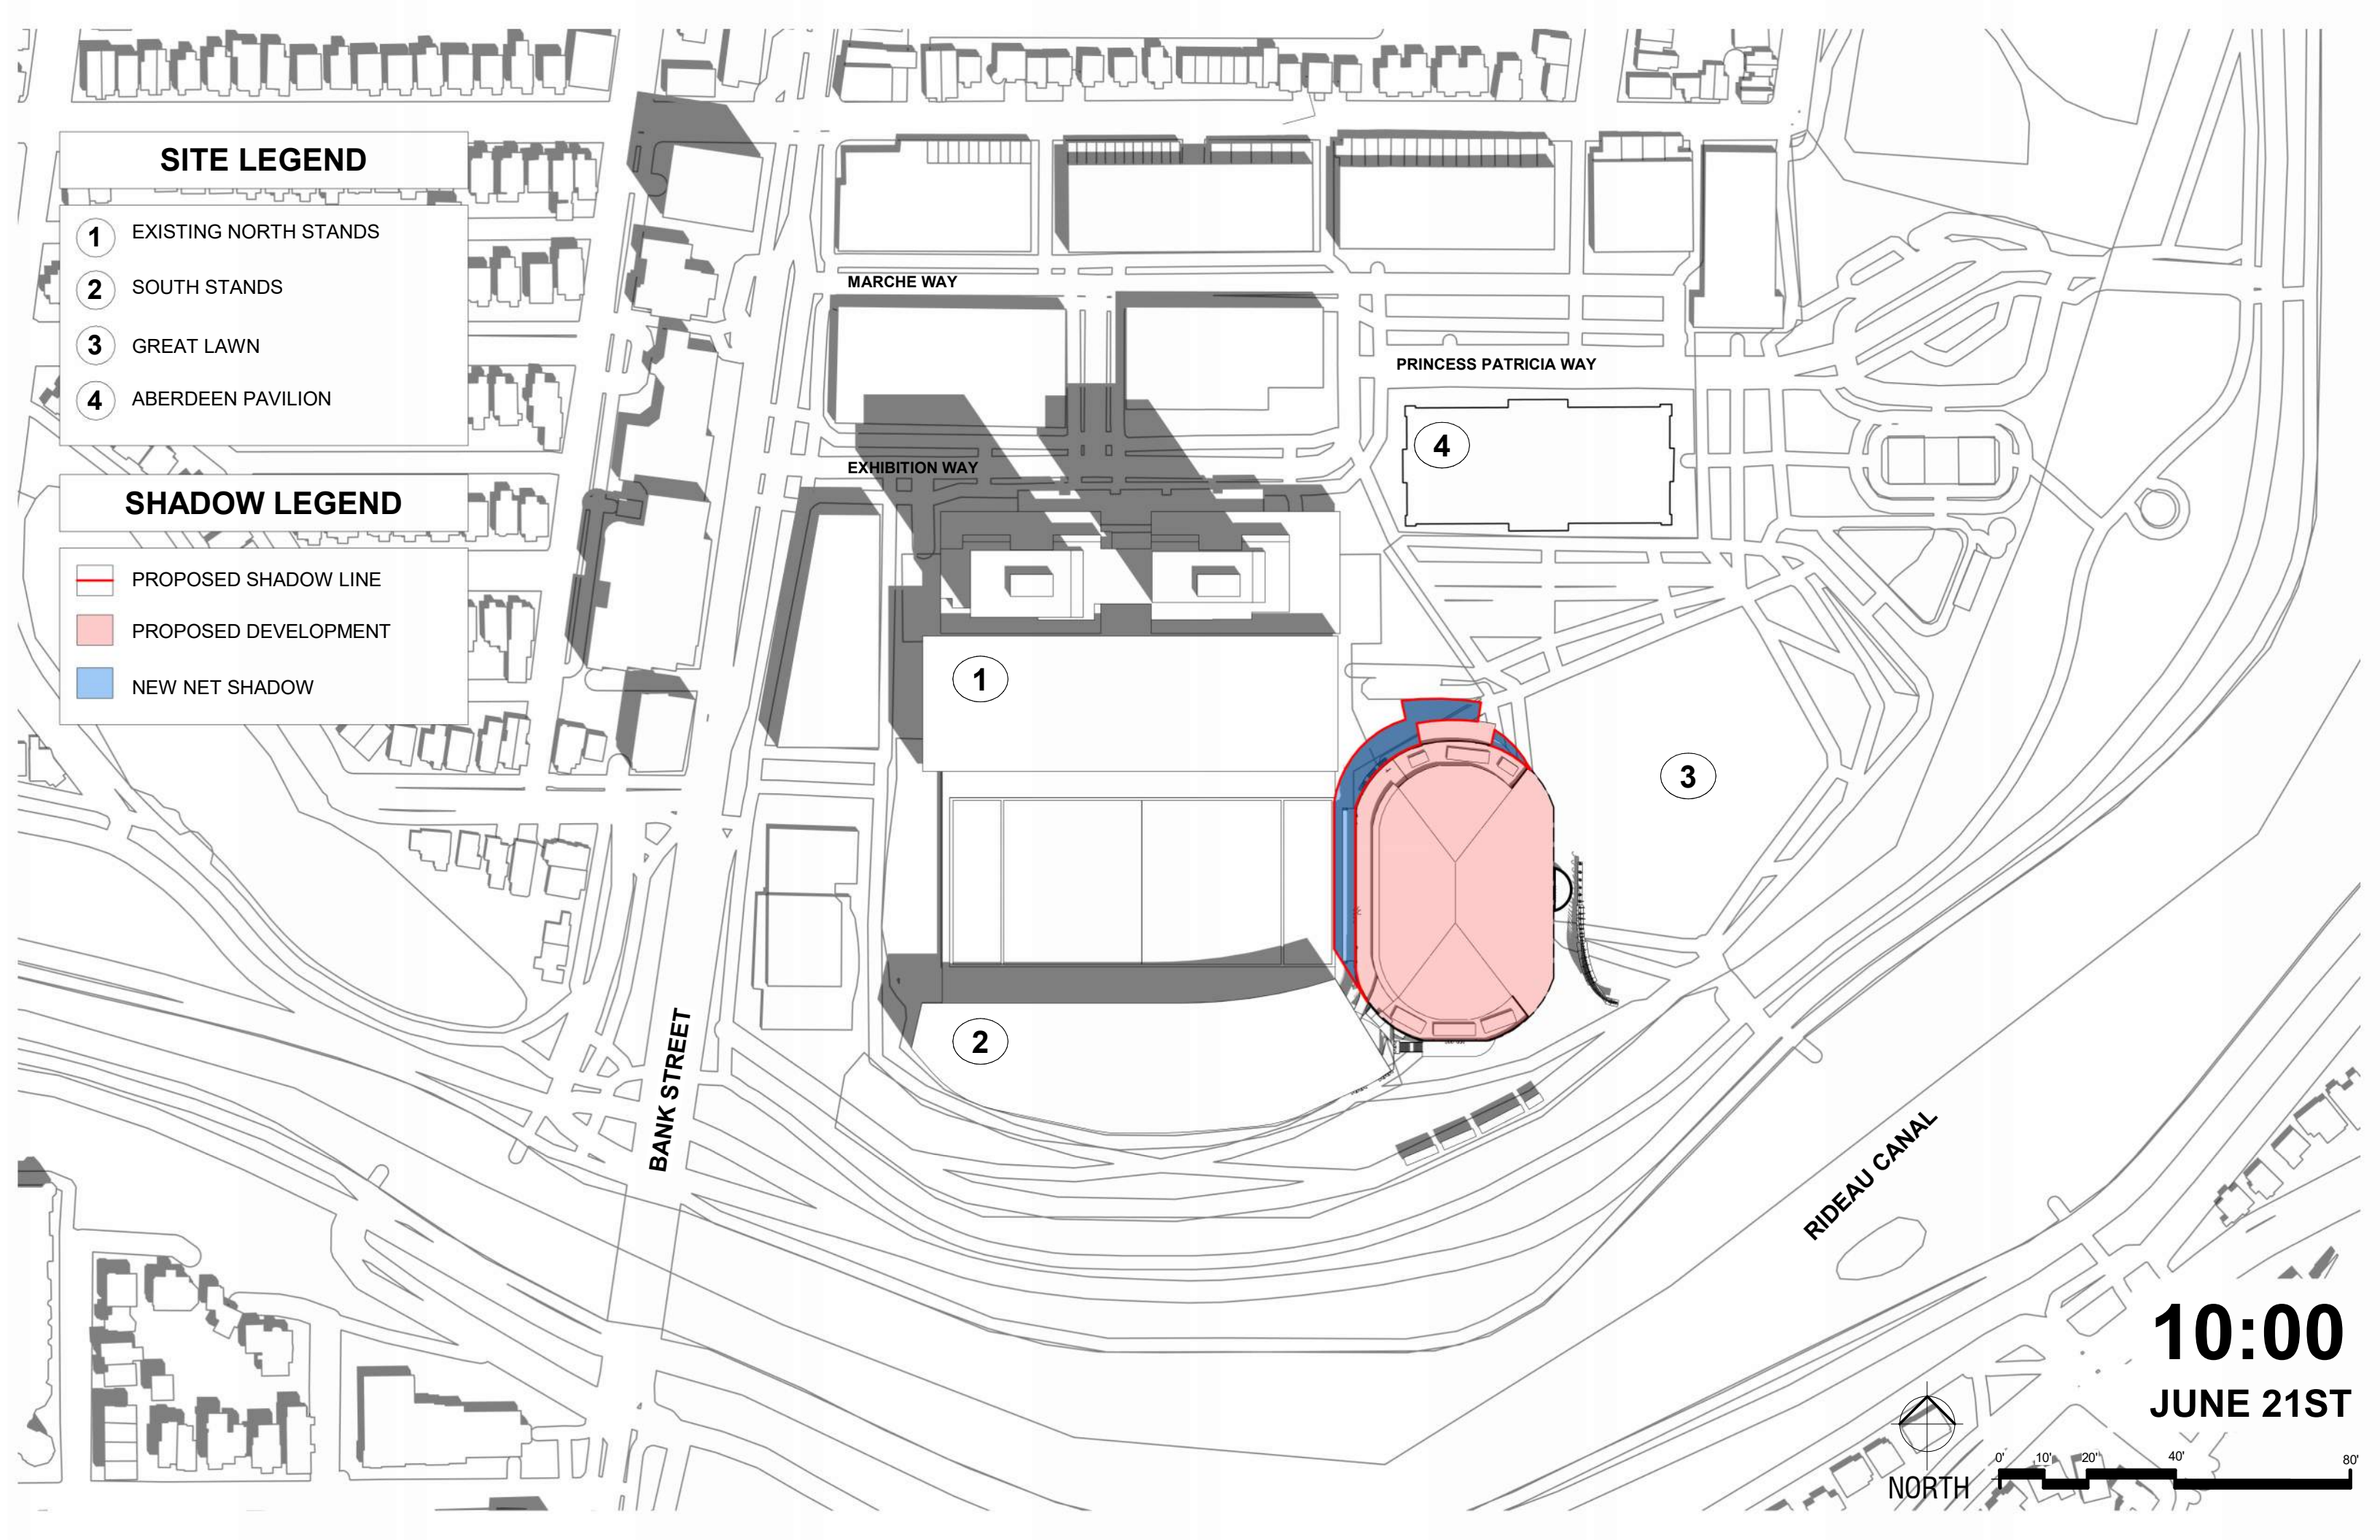 SITE LEGEND
1 EXISTING NORTH STANDS
2 SOUTH STANDS
3 GREAT LAWN
4 ABERDEEN PAVILION
SHADOW LEGEND
PROPOSED SHADOW LINE
PROPOSED DEVELOPMENT
NEW NET SHADOW
MARCHE WAY
PRINCESS PATRICIA WAY
4
EXHIBITION WAY
1
3
2
BANK STREET
RIDEAU CANAL
10:00
JUNE 21ST
NORTH
0' 10' 20' 40' 80'